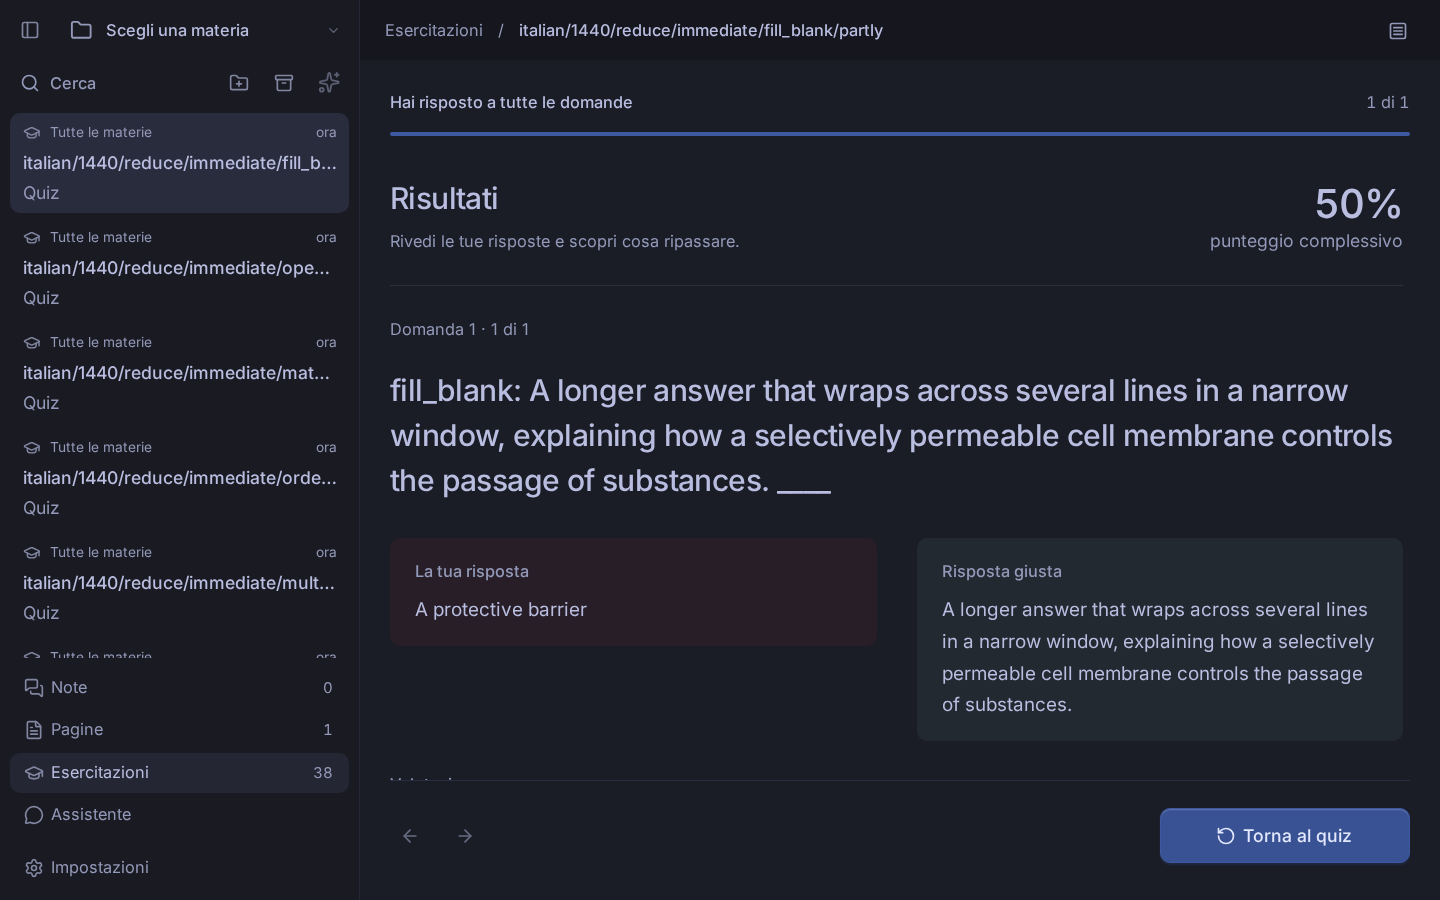 Scegli una materia
Cerca
Tutte le materie ora
italian/1440/reduce/immediate/fill_b...
Quiz
Tutte le materie ora
italian/1440/reduce/immediate/ope...
Quiz
Tutte le materie ora
italian/1440/reduce/immediate/mat...
Quiz
Tutte le materie ora
italian/1440/reduce/immediate/orde...
Quiz
Tutte le materie ora
italian/1440/reduce/immediate/mult...
Quiz
Tutte le materie ora
Note 0
Pagine 1
Esercitazioni 38
Assistente
Impostazioni
Esercitazioni / italian/1440/reduce/immediate/fill_blank/partly
Hai risposto a tutte le domande 1 di 1
Risultati
50%
Rivedi le tue risposte e scopri cosa ripassare.
punteggio complessivo
Domanda 1 · 1 di 1
fill_blank: A longer answer that wraps across several lines in a narrow
window, explaining how a selectively permeable cell membrane controls
the passage of substances. ____
La tua risposta
A protective barrier
Risposta giusta
A longer answer that wraps across several lines
in a narrow window, explaining how a selectively
permeable cell membrane controls the passage
of substances.
Torna al quiz